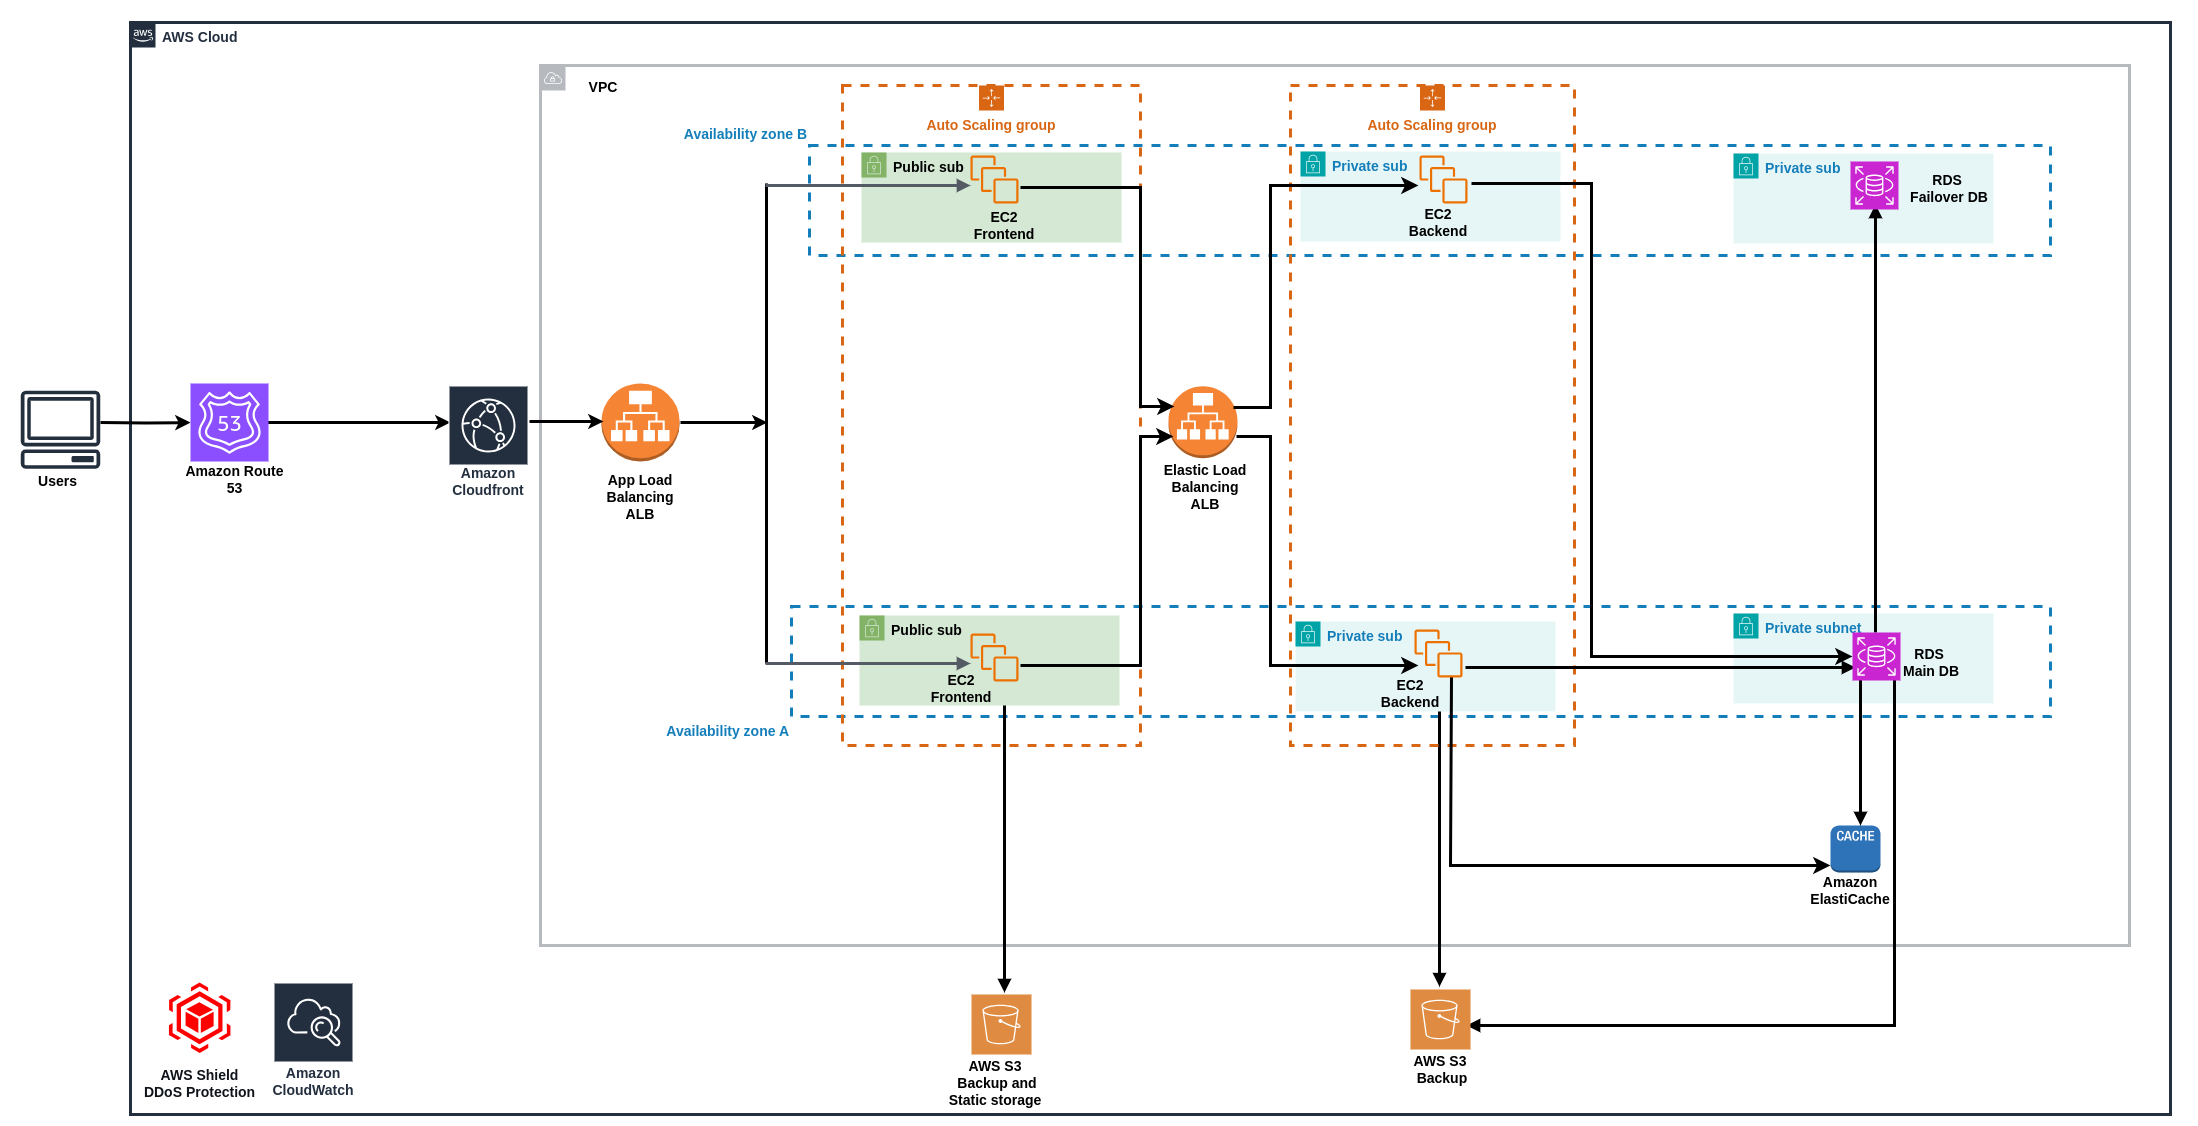 aws
AWS Cloud
VPC
Auto Scaling group
Auto Scaling group
Availability zone B
Public sub
EC2
Frontend
Private sub
EC2
Backend
Private sub
RDS
Failover DB
Users
53
Amazon Route
53
Amazon
Cloudfront
App Load
Balancing
ALB
Elastic Load
Balancing
ALB
Public sub
EC2
Frontend
Private sub
EC2
Backend
Private subnet
RDS
Main DB
Availability zone A
CACHE
Amazon
ElastiCache
AWS Shield
DDoS Protection
Amazon
CloudWatch
AWS S3
Backup and
Static storage
AWS S3
Backup